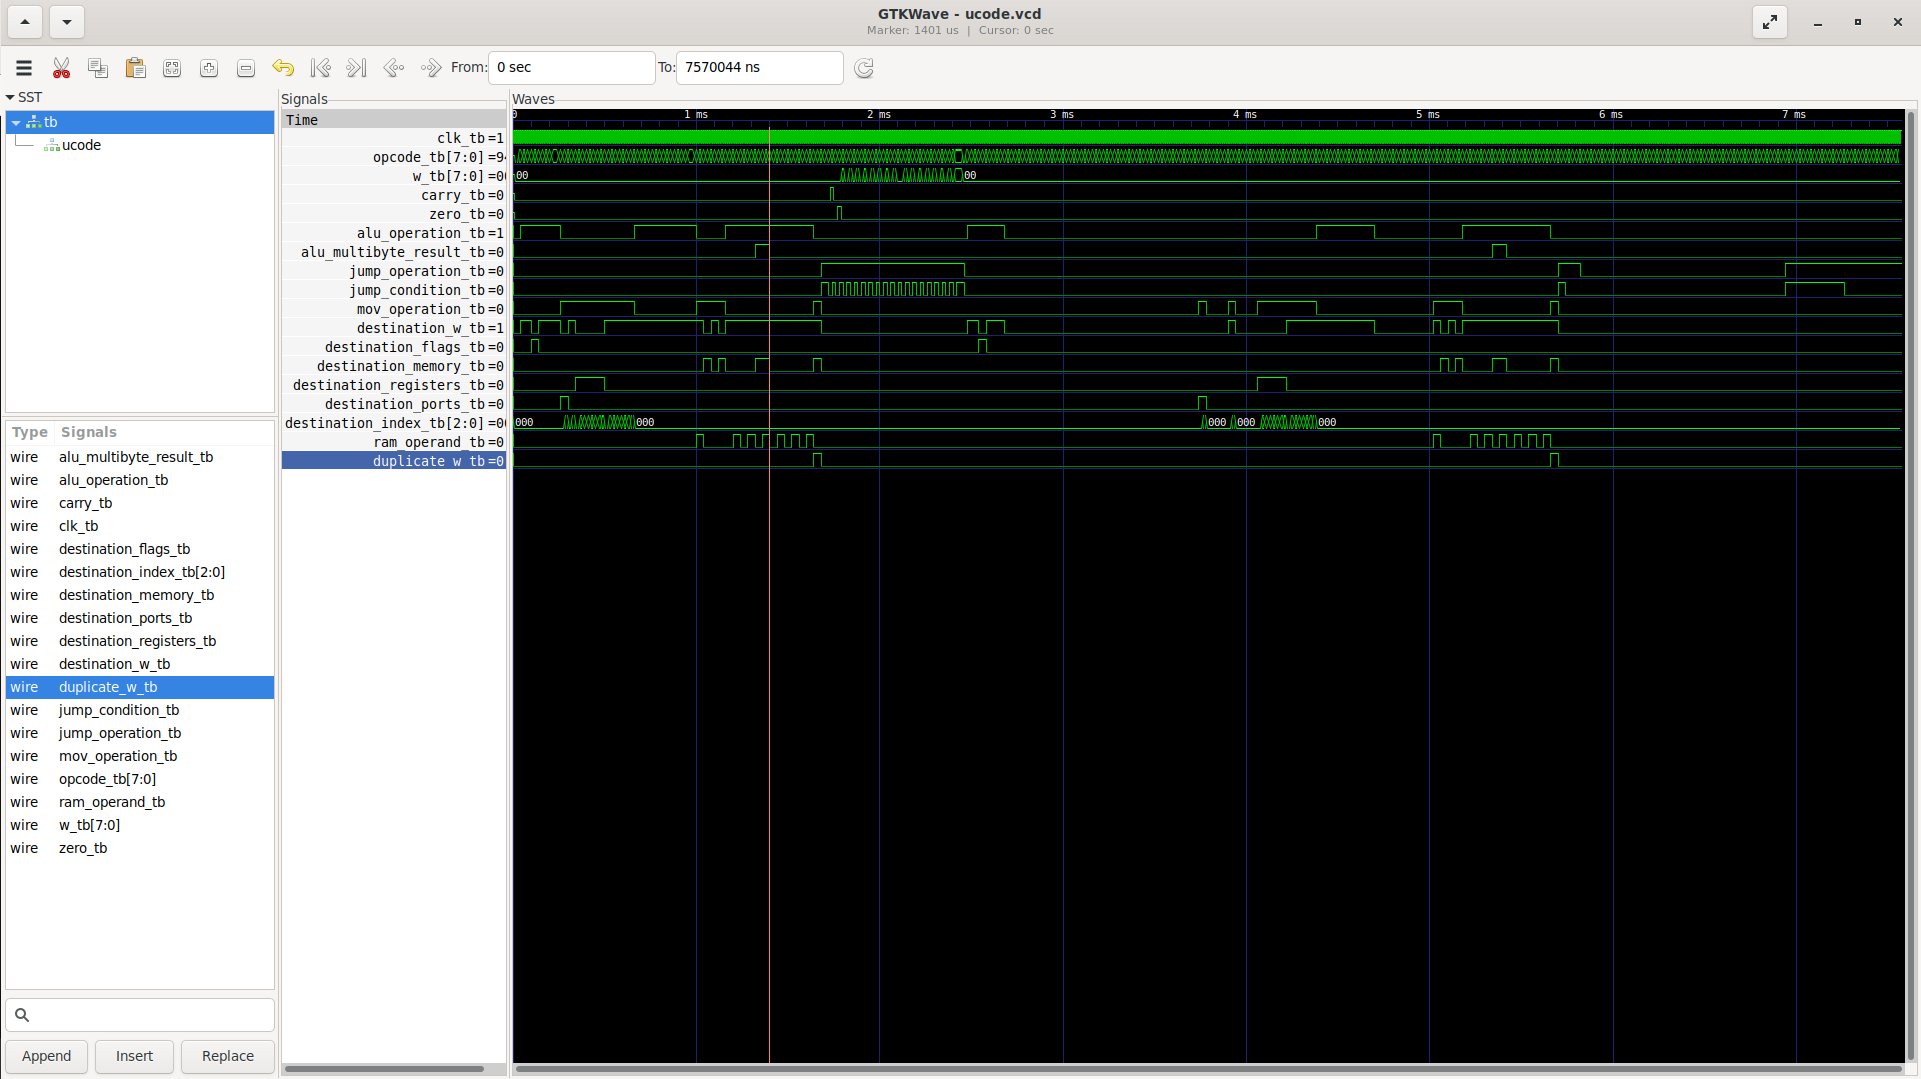 GTKWave - ucode.vcd
Marker: 1401 us | Cursor: 0 sec
From: 0 sec To: 7570044 ns
SST
tb
ucode
Type Signals
wire alu_multibyte_result_tb
wire alu_operation_tb
wire carry_tb
wire clk_tb
wire destination_flags_tb
wire destination_index_tb[2:0]
wire destination_memory_tb
wire destination_ports_tb
wire destination_registers_tb
wire destination_w_tb
wire duplicate_w_tb
wire jump_condition_tb
wire jump_operation_tb
wire mov_operation_tb
wire opcode_tb[7:0]
wire ram_operand_tb
wire w_tb[7:0]
wire zero_tb
Append Insert Replace
Signals
Time
clk_tb=1
opcode_tb[7:0]=94
w_tb[7:0]=00
carry_tb=0
zero_tb=0
alu_operation_tb=1
alu_multibyte_result_tb=0
jump_operation_tb=0
jump_condition_tb=0
mov_operation_tb=0
destination_w_tb=1
destination_flags_tb=0
destination_memory_tb=0
destination_registers_tb=0
destination_ports_tb=0
destination_index_tb[2:0]=00
ram_operand_tb=0
duplicate_w_tb=0
Waves
0 1 ms 2 ms 3 ms 4 ms 5 ms 6 ms 7 ms
00 00
000 000 000 000 000